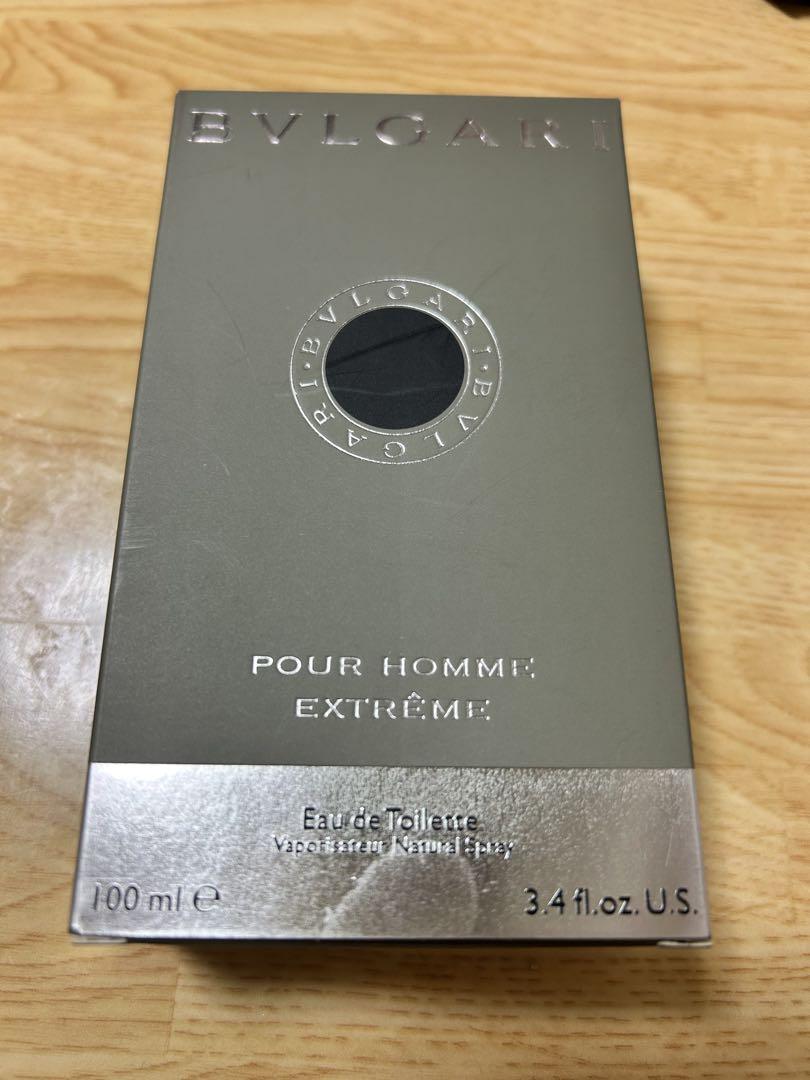 BVLGARI
BVLGARI · BVLGARI ·
POUR HOMME
EXTRÊME
Eau de Toilette
Vaporisateur Natural Spray
100 ml ℮ 3.4 fl.oz. U.S.